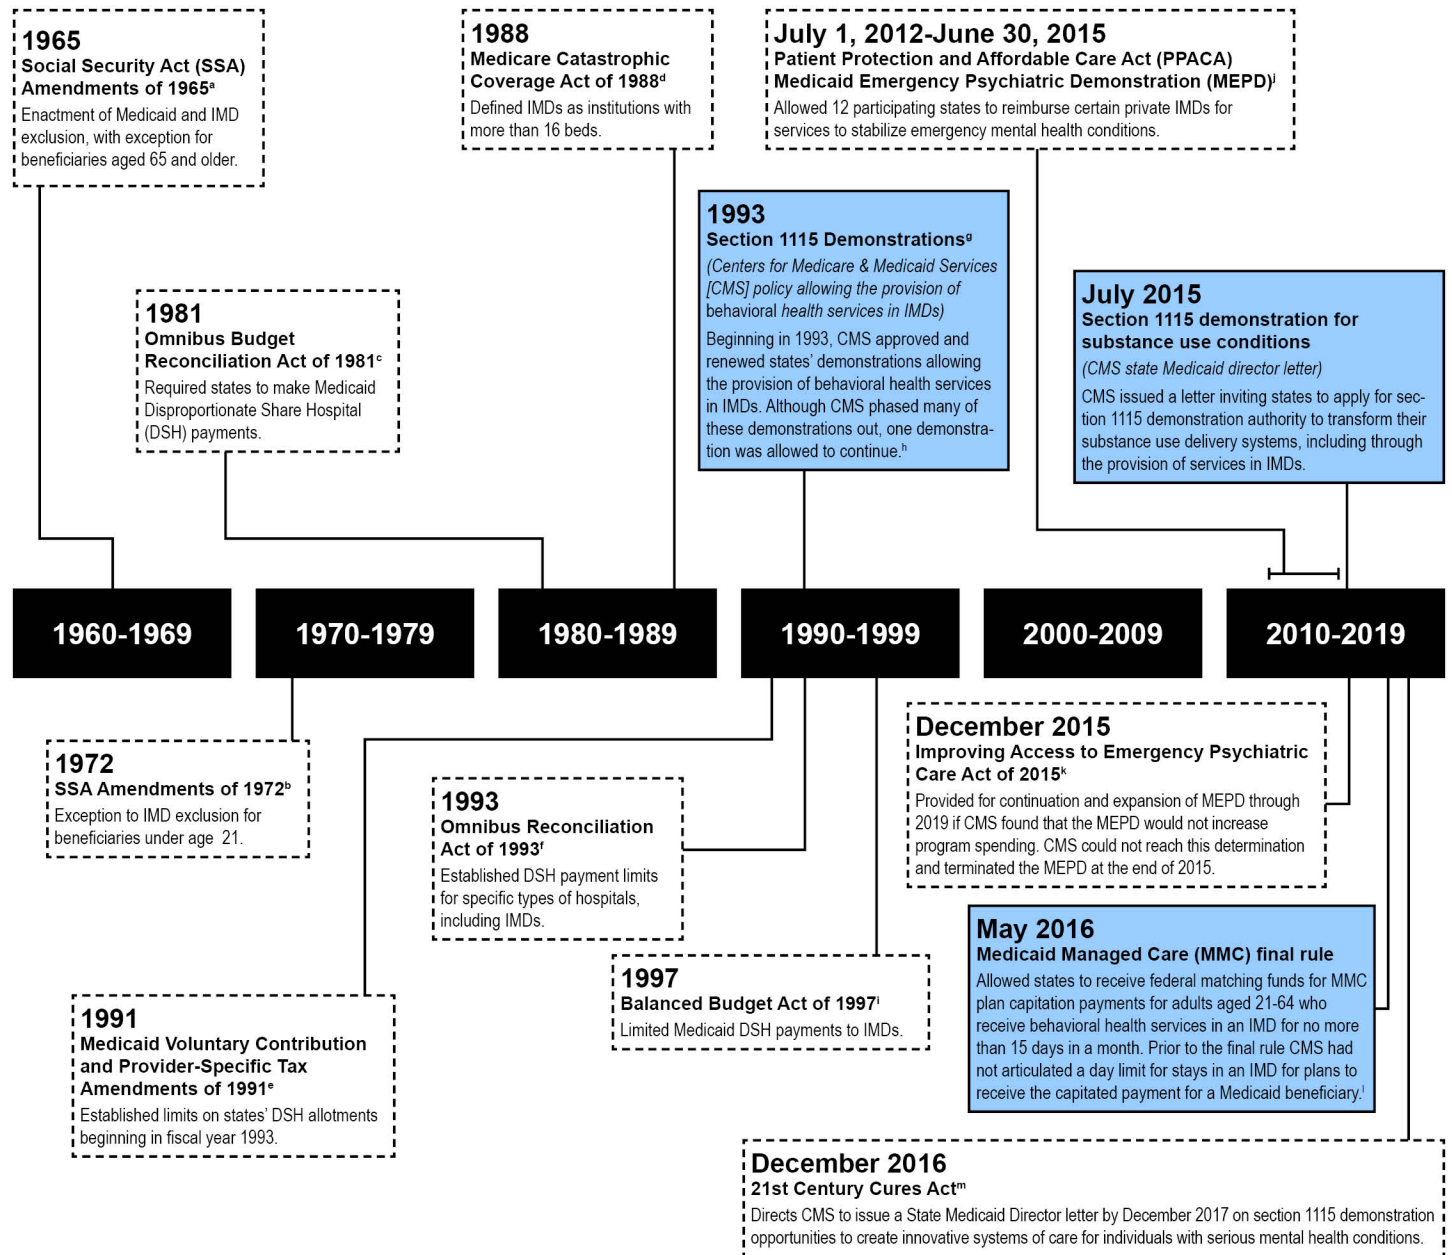 1965
Social Security Act (SSA)
Amendments of 1965ᵃ
Enactment of Medicaid and IMD
exclusion, with exception for
beneficiaries aged 65 and older.
1988
Medicare Catastrophic
Coverage Act of 1988ᵈ
Defined IMDs as institutions with
more than 16 beds.
July 1, 2012-June 30, 2015
Patient Protection and Affordable Care Act (PPACA)
Medicaid Emergency Psychiatric Demonstration (MEPD)ʲ
Allowed 12 participating states to reimburse certain private IMDs for
services to stabilize emergency mental health conditions.
1981
Omnibus Budget
Reconciliation Act of 1981ᶜ
Required states to make Medicaid
Disproportionate Share Hospital
(DSH) payments.
1993
Section 1115 Demonstrationsᵍ
(Centers for Medicare & Medicaid Services
[CMS] policy allowing the provision of
behavioral health services in IMDs)
Beginning in 1993, CMS approved and
renewed states’ demonstrations allowing
the provision of behavioral health services
in IMDs. Although CMS phased many of
these demonstrations out, one demonstra-
tion was allowed to continue.ʰ
July 2015
Section 1115 demonstration for
substance use conditions
(CMS state Medicaid director letter)
CMS issued a letter inviting states to apply for sec-
tion 1115 demonstration authority to transform their
substance use delivery systems, including through
the provision of services in IMDs.
1960-1969
1970-1979
1980-1989
1990-1999
2000-2009
2010-2019
1972
SSA Amendments of 1972ᵇ
Exception to IMD exclusion for
beneficiaries under age 21.
1991
Medicaid Voluntary Contribution
and Provider-Specific Tax
Amendments of 1991ᵉ
Established limits on states’ DSH allotments
beginning in fiscal year 1993.
1993
Omnibus Reconciliation
Act of 1993ᶠ
Established DSH payment limits
for specific types of hospitals,
including IMDs.
1997
Balanced Budget Act of 1997ⁱ
Limited Medicaid DSH payments to IMDs.
December 2015
Improving Access to Emergency Psychiatric
Care Act of 2015ᵏ
Provided for continuation and expansion of MEPD through
2019 if CMS found that the MEPD would not increase
program spending. CMS could not reach this determination
and terminated the MEPD at the end of 2015.
May 2016
Medicaid Managed Care (MMC) final rule
Allowed states to receive federal matching funds for MMC
plan capitation payments for adults aged 21-64 who
receive behavioral health services in an IMD for no more
than 15 days in a month. Prior to the final rule CMS had
not articulated a day limit for stays in an IMD for plans to
receive the capitated payment for a Medicaid beneficiary.ˡ
December 2016
21st Century Cures Actᵐ
Directs CMS to issue a State Medicaid Director letter by December 2017 on section 1115 demonstration
opportunities to create innovative systems of care for individuals with serious mental health conditions.